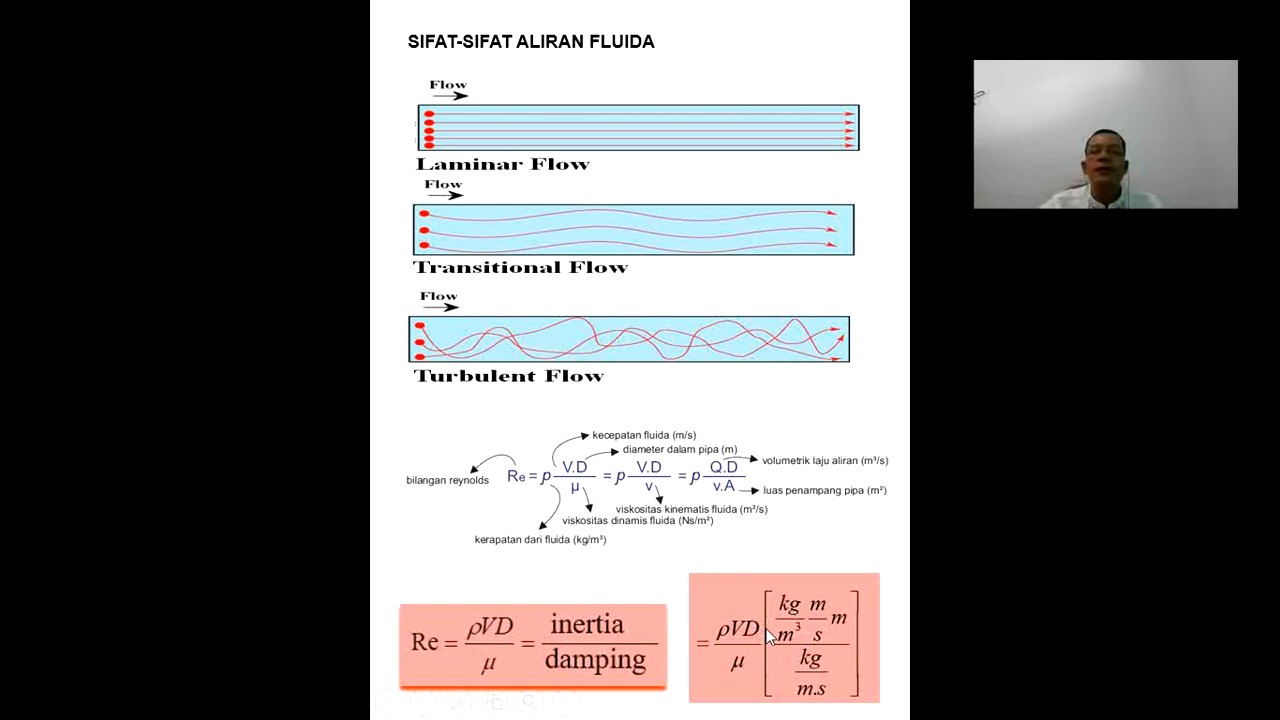 SIFAT-SIFAT ALIRAN FLUIDA
Flow
Laminar Flow
Flow
Transitional Flow
Flow
Turbulent Flow
kecepatan fluida (m/s)
diameter dalam pipa (m)
volumetrik laju aliran (m³/s)
bilangan reynolds
Re = p V.D / μ = p V.D / v = p Q.D / v.A
luas penampang pipa (m²)
viskositas kinematis fluida (m²/s)
viskositas dinamis fluida (Ns/m²)
kerapatan dari fluida (kg/m³)
Re = ρVD / μ = inertia / damping
= ρVD / μ [ kg / m³ m / s m / kg / m.s ]